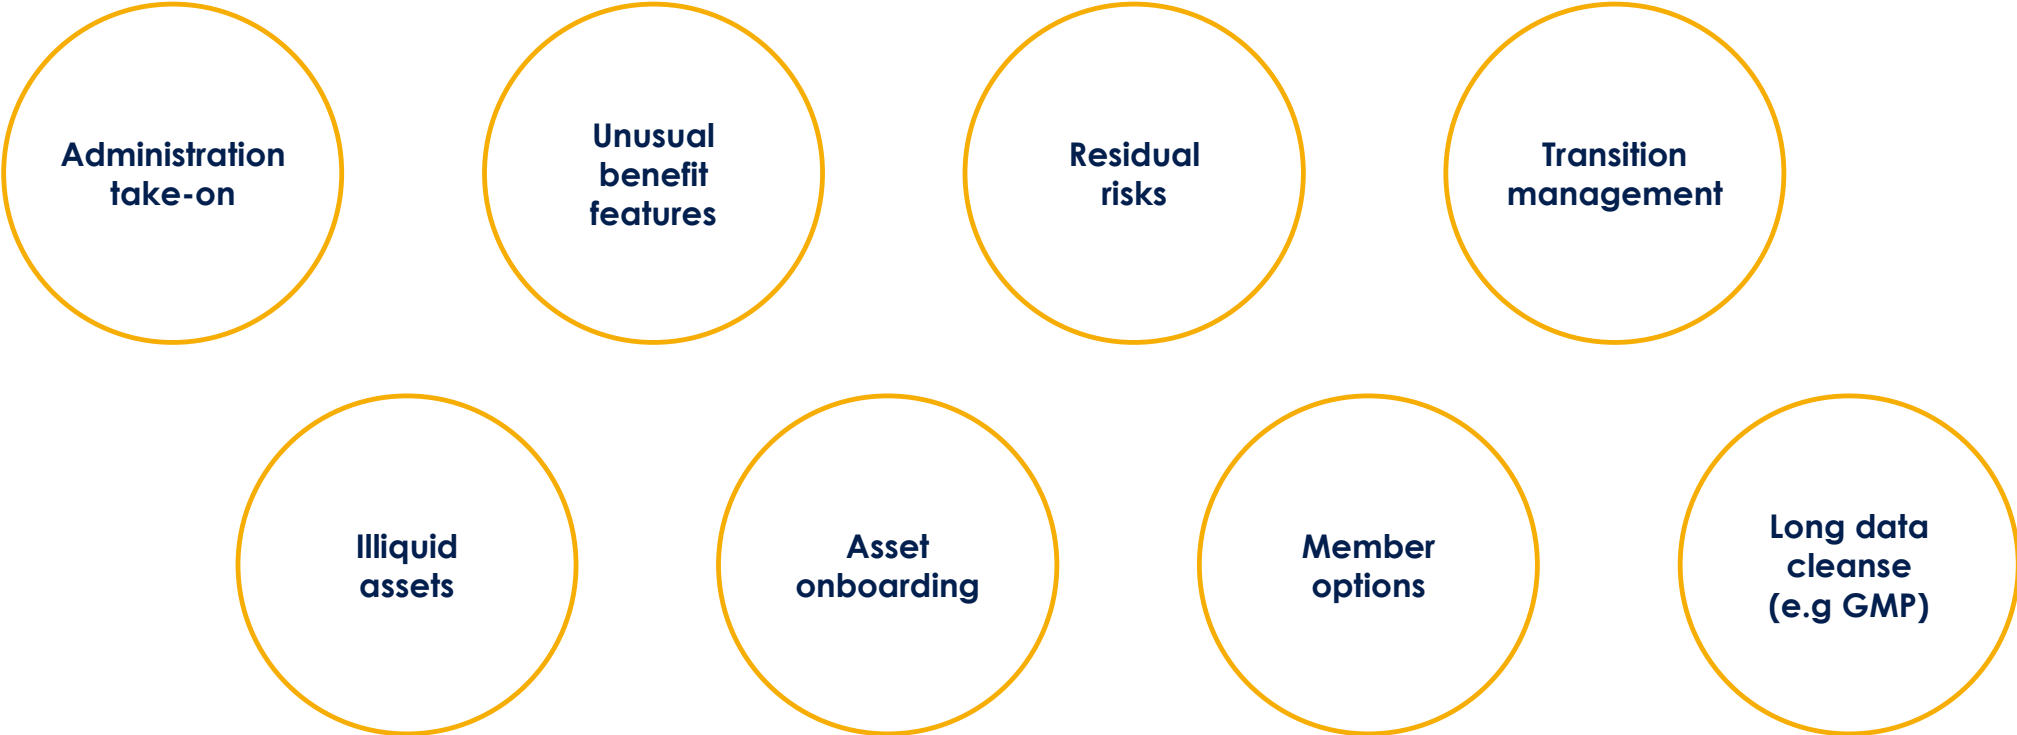 Administration
take-on
Unusual
benefit
features
Residual
risks
Transition
management
Illiquid
assets
Asset
onboarding
Member
options
Long data
cleanse
(e.g GMP)